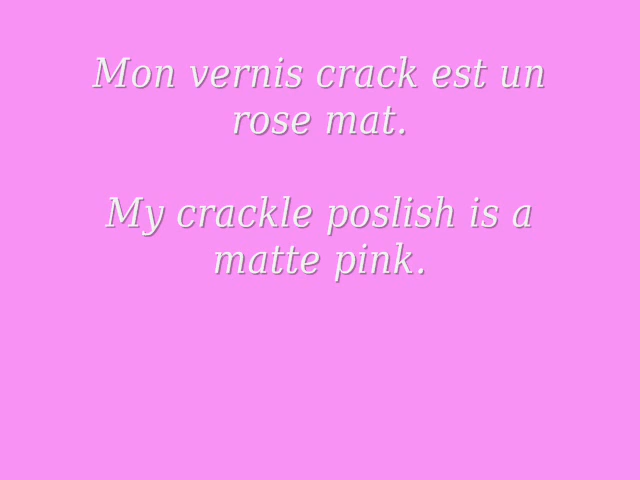 Mon vernis crack est un
rose mat.
My crackle poslish is a
matte pink.